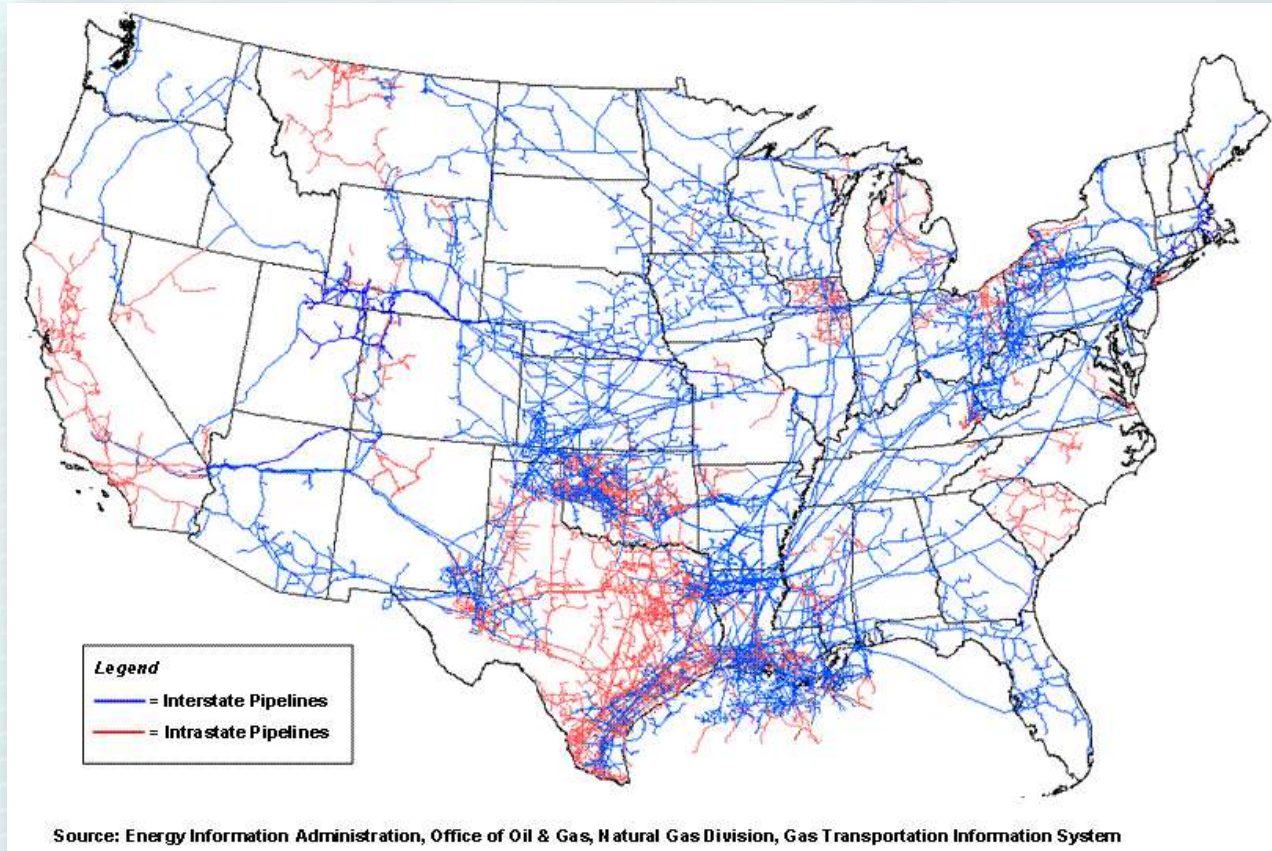 Legend
= Interstate Pipelines
= Intrastate Pipelines
Source: Energy Information Administration, Office of Oil & Gas, Natural Gas Division, Gas Transportation Information System